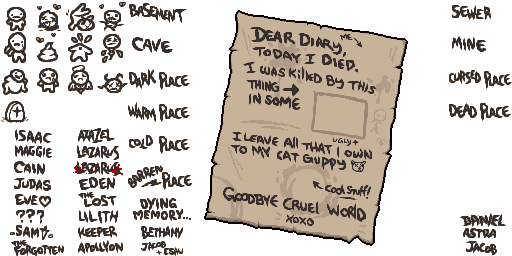 BASEMENT
CAVE
DARK PLACE
WARM PLACE
COLD PLACE
BARREN PLACE
DYING MEMORY...
BETHANY
JACOB + ESAU
ISAAC
MAGGIE
CAIN
JUDAS
EVE
???
SAMS
THE FORGOTTEN
AZAZEL
LAZARUS
LAZARUS
EDEN
THE LOST
LILITH
KEEPER
APOLLYON
DEAR DIARY,
ME
TODAY I DIED.
I WAS KILLED BY THIS
THING
IN SOME
UGLY
I LEAVE ALL THAT I OWN
TO MY CAT GUPPY
COOL STUFF!
GOODBYE CRUEL WORLD
XOXO
SEWER
MINE
CURSED PLACE
DEAD PLACE
DANIEL
ASTRA
JACOB